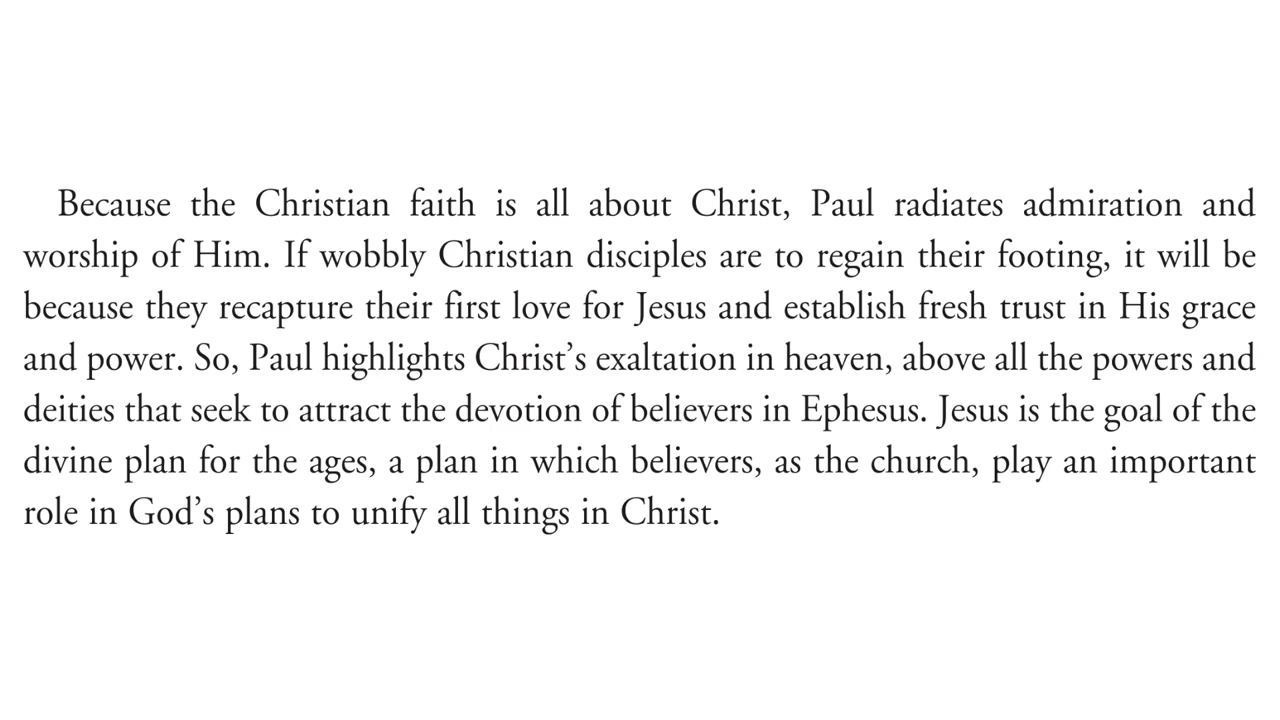 Because the Christian faith is all about Christ, Paul radiates admiration and
worship of Him. If wobbly Christian disciples are to regain their footing, it will be
because they recapture their first love for Jesus and establish fresh trust in His grace
and power. So, Paul highlights Christ’s exaltation in heaven, above all the powers and
deities that seek to attract the devotion of believers in Ephesus. Jesus is the goal of the
divine plan for the ages, a plan in which believers, as the church, play an important
role in God’s plans to unify all things in Christ.